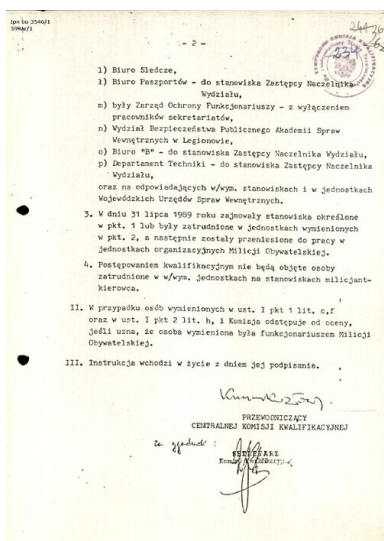 ipn bu 3546/1
- 2 -
l) Biuro Śledcze,
ł) Biuro Paszportów - do stanowiska Zastępcy Naczelnika
Wydziału,
m) były Zarząd Ochrony Funkcjonariuszy - z wyłączeniem
pracowników sekretariatów,
n) Wydział Bezpieczeństwa Publicznego Akademii Spraw
Wewnętrznych w Legionowie,
o) Biuro "B" - do stanowiska Zastępcy Naczelnika Wydziału,
p) Departament Techniki - do stanowiska Zastępcy Naczelnika
Wydziału,
oraz na odpowiadających w/wym. stanowiskach i w jednostkach
Wojewódzkich Urzędów Spraw Wewnętrznych.
3. W dniu 31 lipca 1989 roku zajmowały stanowiska określone
w pkt. 1 lub były zatrudnione w jednostkach wymienionych
w pkt. 2, a następnie zostały przeniesione do pracy w
jednostkach organizacyjnych Milicji Obywatelskiej.
4. Postępowaniem kwalifikacyjnym nie będą objęte osoby
zatrudnione w w/wym. jednostkach na stanowiskach milicjant-
kierowca.
II. W przypadku osób wymienionych w ust. I pkt 1 lit. c,f
oraz w ust. I pkt 2 lit. h, i Komisja odstępuje od oceny,
jeśli uzna, że osoba wymieniona była funkcjonariuszem Milicji
Obywatelskiej.
III. Instrukcja wchodzi w życie z dniem jej podpisania.
PRZEWODNICZĄCY
CENTRALNEJ KOMISJI KWALIFIKACYJNEJ
za zgodność:
SEKRETARZ